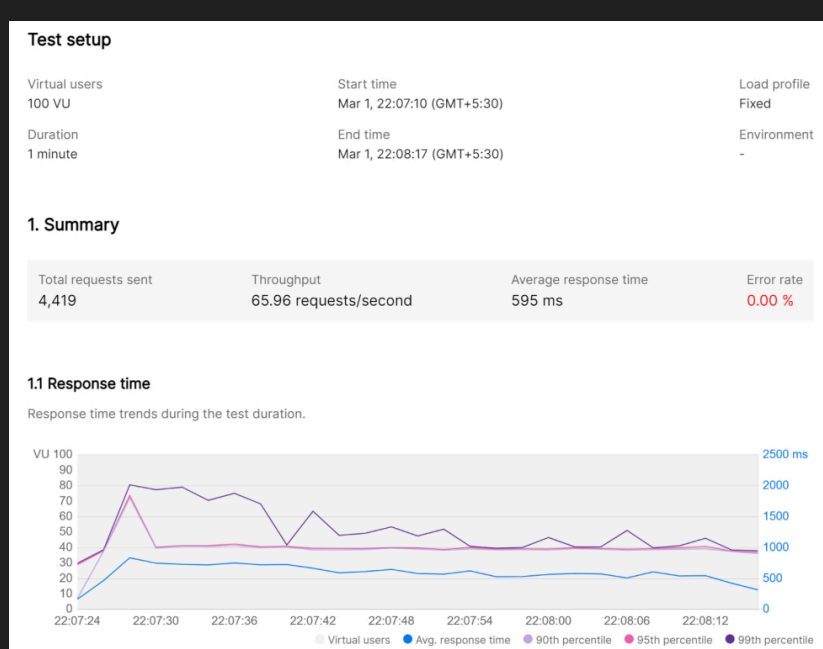 Test setup
Virtual users Start time Load profile
100 VU Mar 1, 22:07:10 (GMT+5:30) Fixed
Duration End time Environment
1 minute Mar 1, 22:08:17 (GMT+5:30) -
1. Summary
Total requests sent Throughput Average response time Error rate
4,419 65.96 requests/second 595 ms 0.00 %
1.1 Response time
Response time trends during the test duration.
VU 100 2500 ms
90
80 2000
70
60 1500
50
40 1000
30
20 500
10
0 0
22:07:24 22:07:30 22:07:36 22:07:42 22:07:48 22:07:54 22:08:00 22:08:06 22:08:12
Virtual users Avg. response time 90th percentile 95th percentile 99th percentile